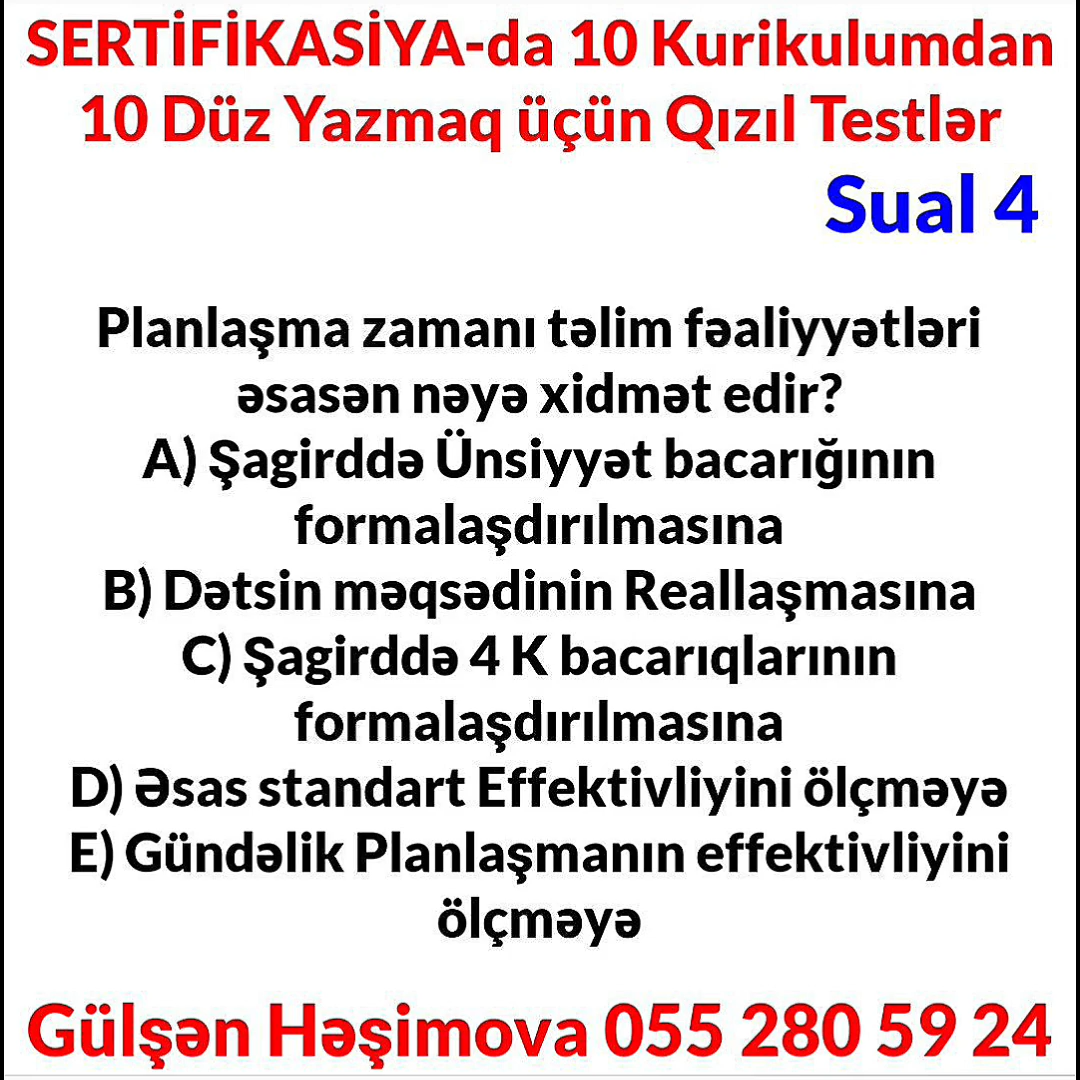 SERTİFİKASİYA-da 10 Kurikulumdan
10 Düz Yazmaq üçün Qızıl Testlər
Sual 4
Planlaşma zamanı təlim fəaliyyətləri
əsasən nəyə xidmət edir?
A) Şagirddə Ünsiyyət bacarığının
formalaşdırılmasına
B) Dətsin məqsədinin Reallaşmasına
C) Şagirddə 4 K bacarıqlarının
formalaşdırılmasına
D) Əsas standart Effektivliyini ölçməyə
E) Gündəlik Planlaşmanın effektivliyini
ölçməyə
Gülşən Həşimova 055 280 59 24